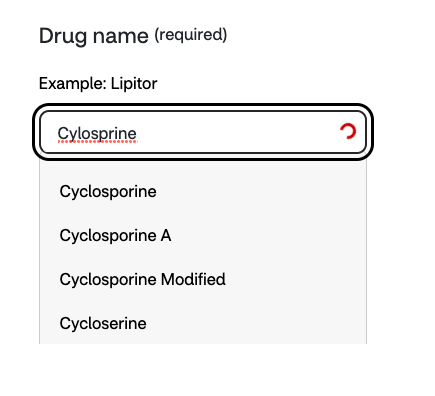 Drug name (required)
Example: Lipitor
Cylosprine
Cyclosporine
Cyclosporine A
Cyclosporine Modified
Cycloserine